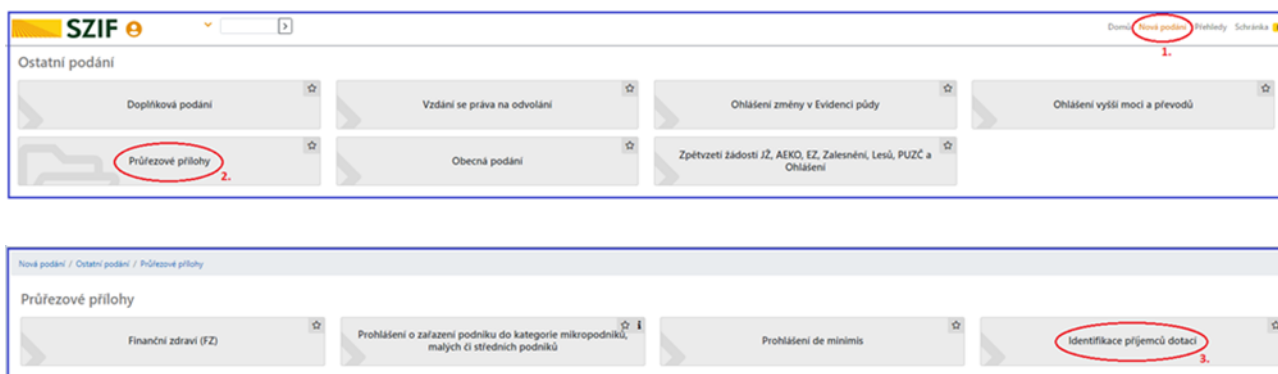 SZIF
Domů Nová podání Přehledy Schránka
1.
Ostatní podání
Doplňková podání
Vzdání se práva na odvolání
Ohlášení změny v Evidenci půdy
Ohlášení vyšší moci a převodů
Průřezové přílohy
2.
Obecná podání
Zpětvzetí žádostí JŽ, AEKO, EZ, Zalesnění, Lesů, PUZČ a
Ohlášení
Nová podání / Ostatní podání / Průřezové přílohy
Průřezové přílohy
Finanční zdraví (FZ)
Prohlášení o zařazení podniku do kategorie mikropodniků,
malých či středních podniků
Prohlášení de minimis
Identifikace příjemců dotací
3.